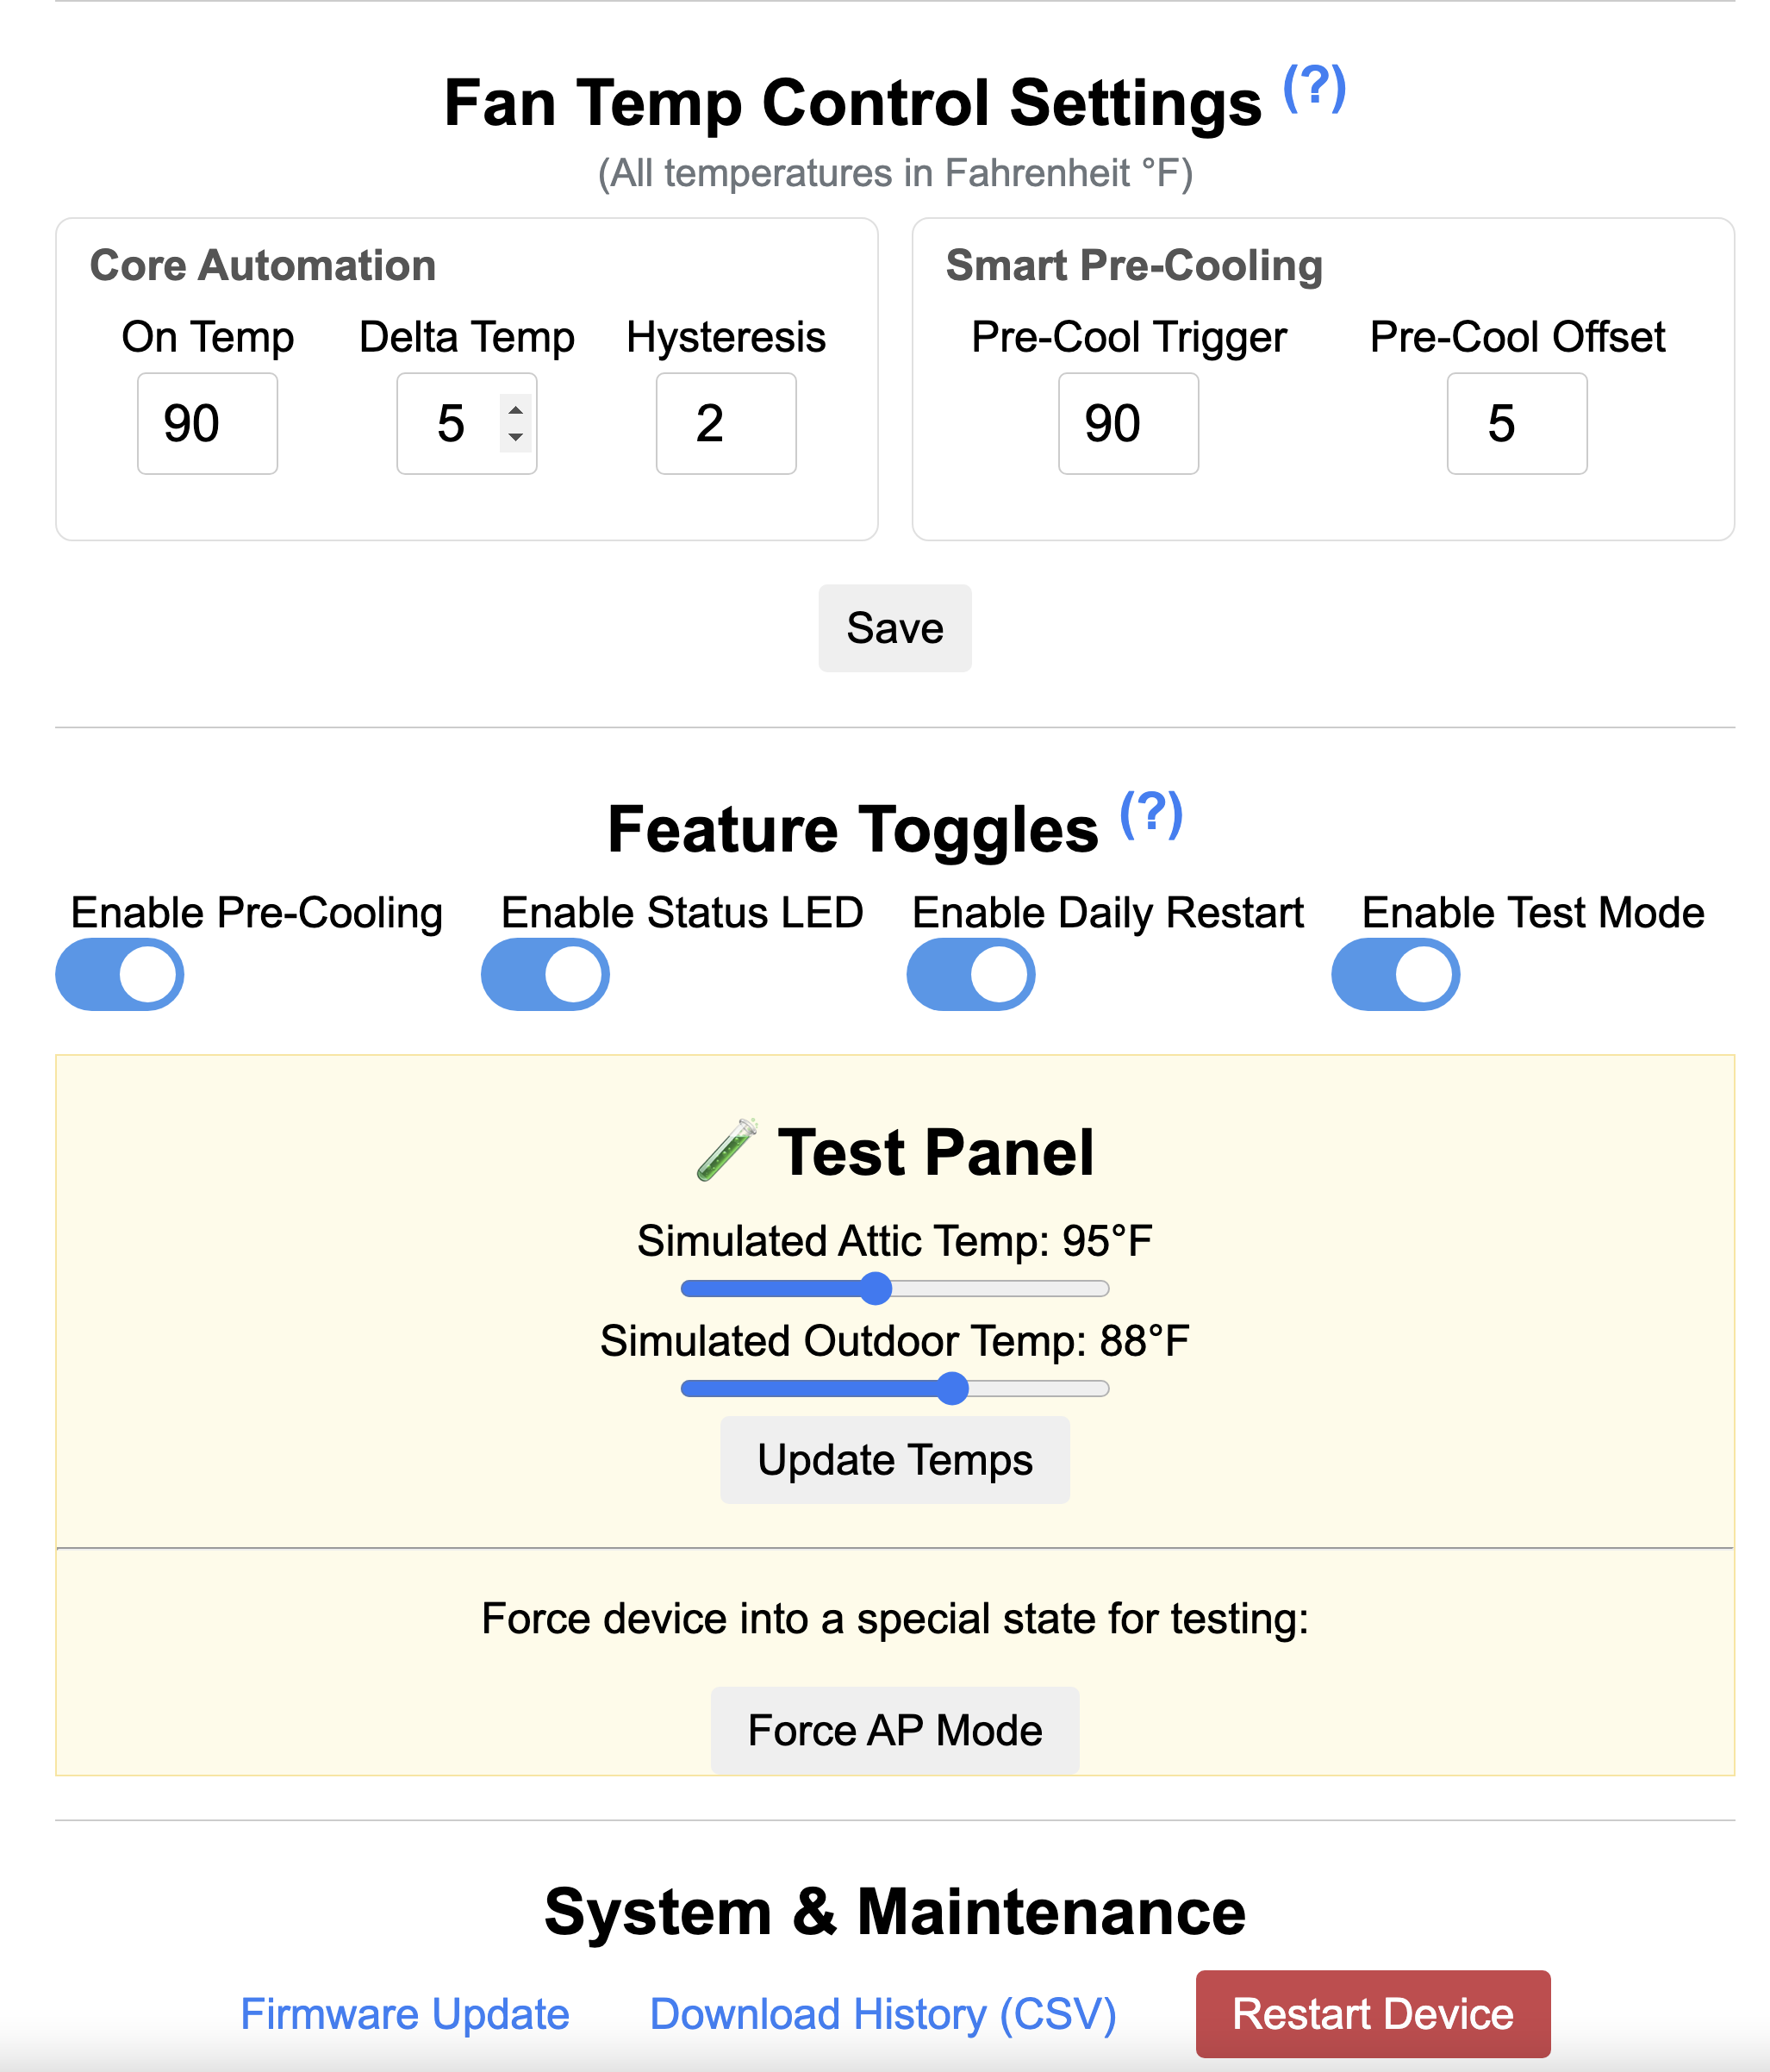 Fan Temp Control Settings (?)
(All temperatures in Fahrenheit °F)
Core Automation
On Temp Delta Temp Hysteresis
90 5 2
Smart Pre-Cooling
Pre-Cool Trigger Pre-Cool Offset
90 5
Save
Feature Toggles (?)
Enable Pre-Cooling Enable Status LED Enable Daily Restart Enable Test Mode
Test Panel
Simulated Attic Temp: 95°F
Simulated Outdoor Temp: 88°F
Update Temps
Force device into a special state for testing:
Force AP Mode
System & Maintenance
Firmware Update Download History (CSV) Restart Device